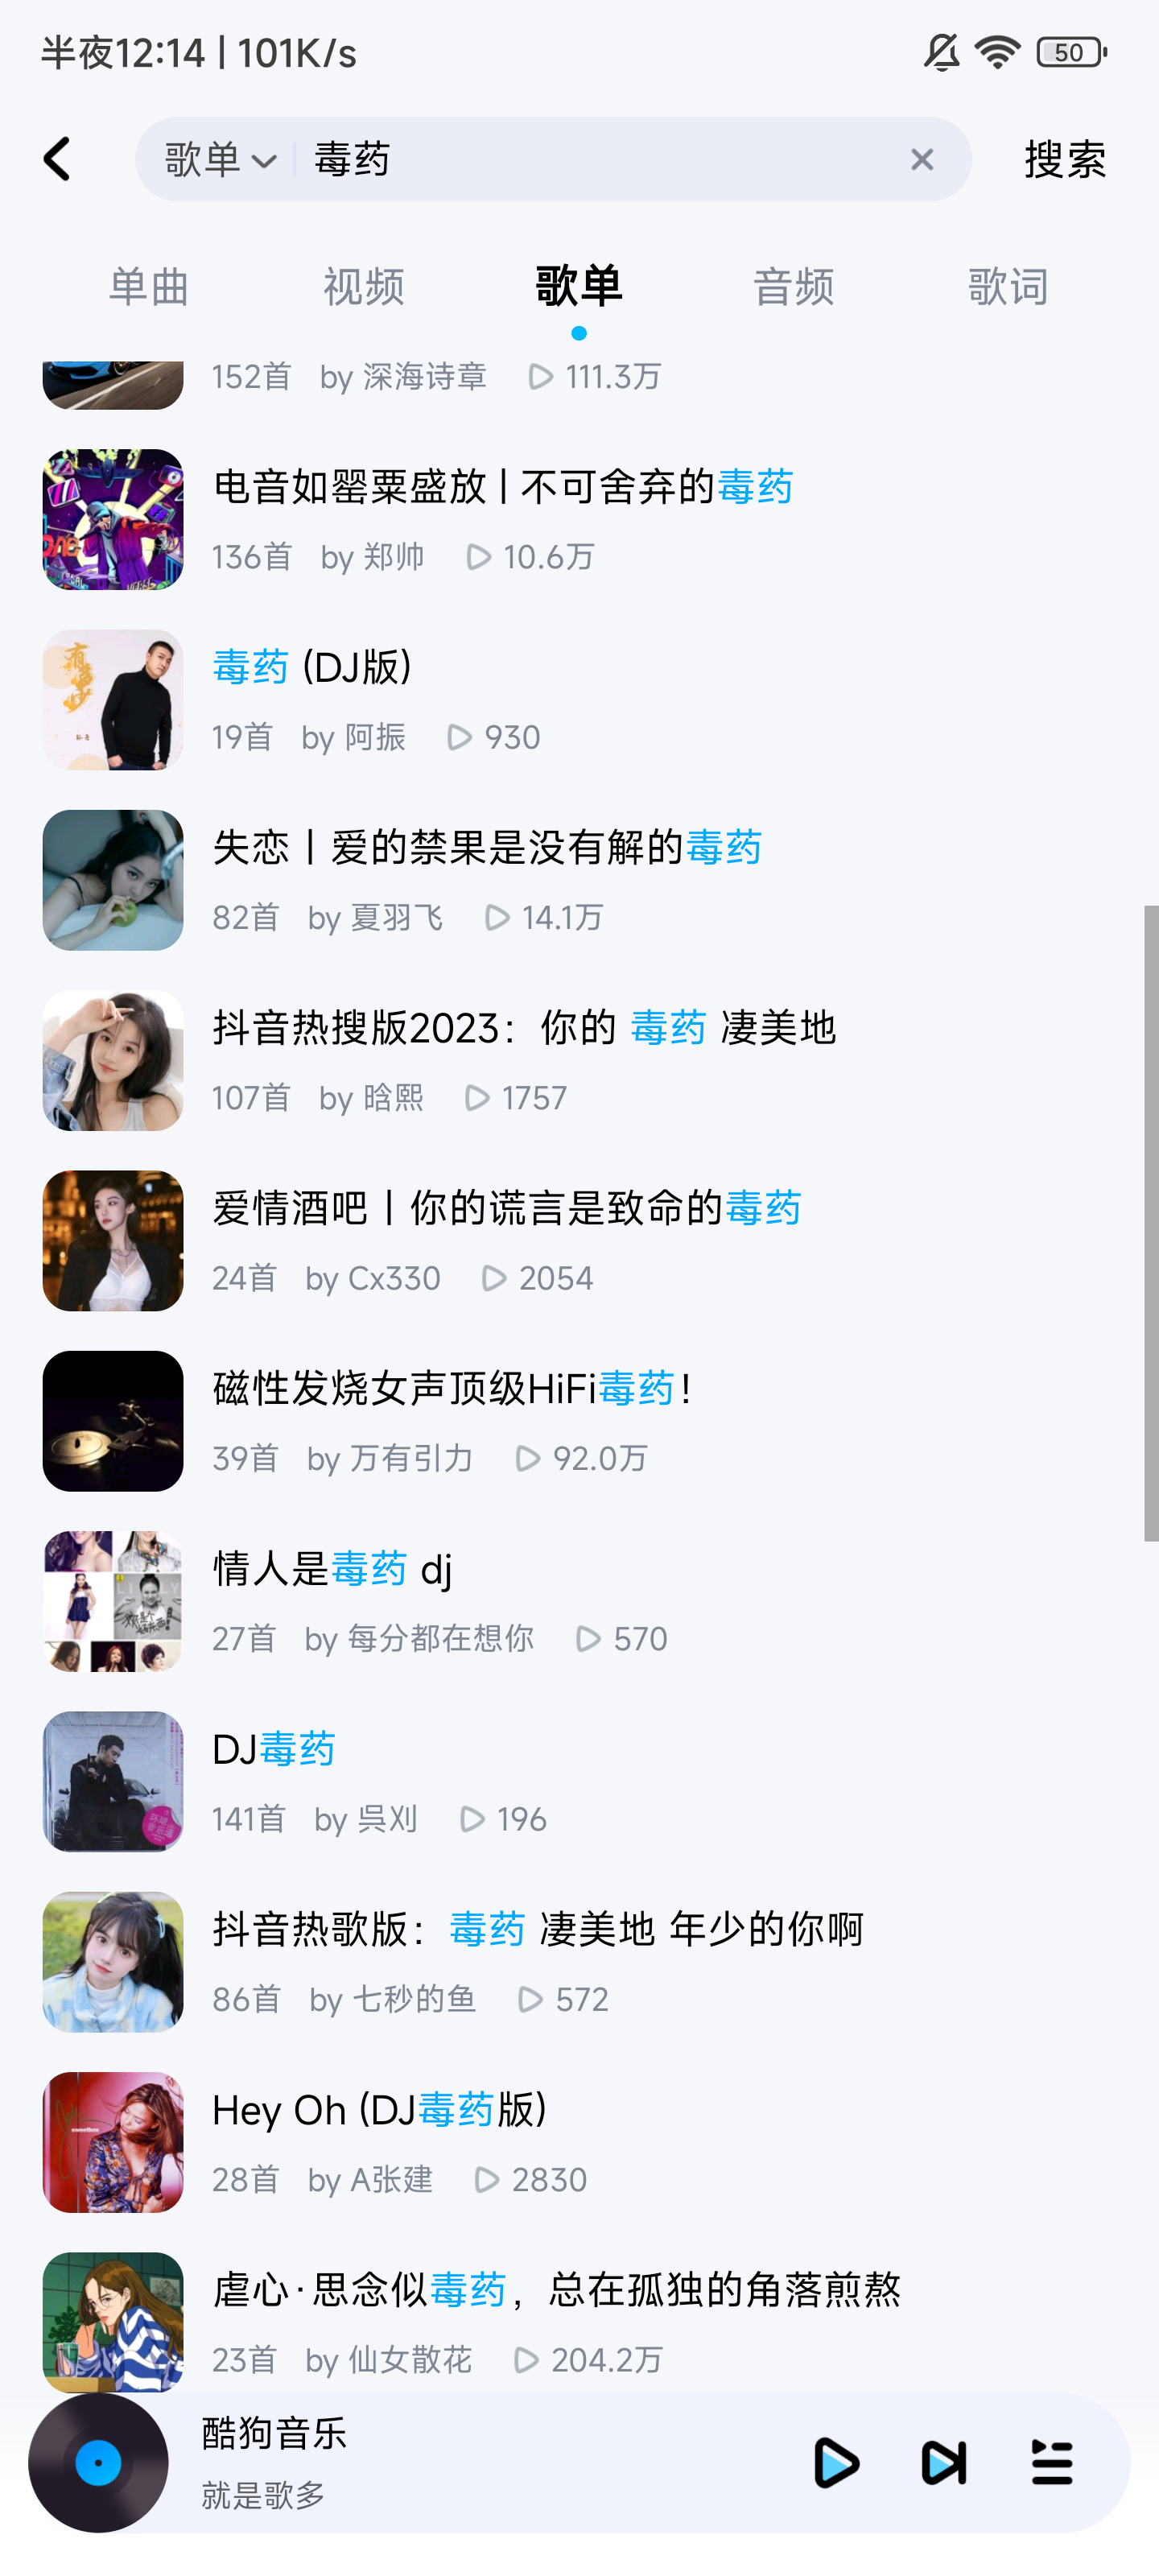 半夜12:14 | 101K/s
50
歌单 毒药
搜索
单曲 视频 歌单 音频 歌词
152首 by 深海诗章 111.3万
电音如罂粟盛放 | 不可舍弃的毒药
136首 by 郑帅 10.6万
毒药 (DJ版)
19首 by 阿振 930
失恋丨爱的禁果是没有解的毒药
82首 by 夏羽飞 14.1万
抖音热搜版2023：你的 毒药 凄美地
107首 by 晗熙 1757
爱情酒吧丨你的谎言是致命的毒药
24首 by Cx330 2054
磁性发烧女声顶级HiFi毒药！
39首 by 万有引力 92.0万
情人是毒药 dj
27首 by 每分都在想你 570
DJ毒药
141首 by 呉刈 196
抖音热歌版：毒药 凄美地 年少的你啊
86首 by 七秒的鱼 572
Hey Oh (DJ毒药版)
28首 by A张建 2830
虐心·思念似毒药，总在孤独的角落煎熬
23首 by 仙女散花 204.2万
酷狗音乐
就是歌多